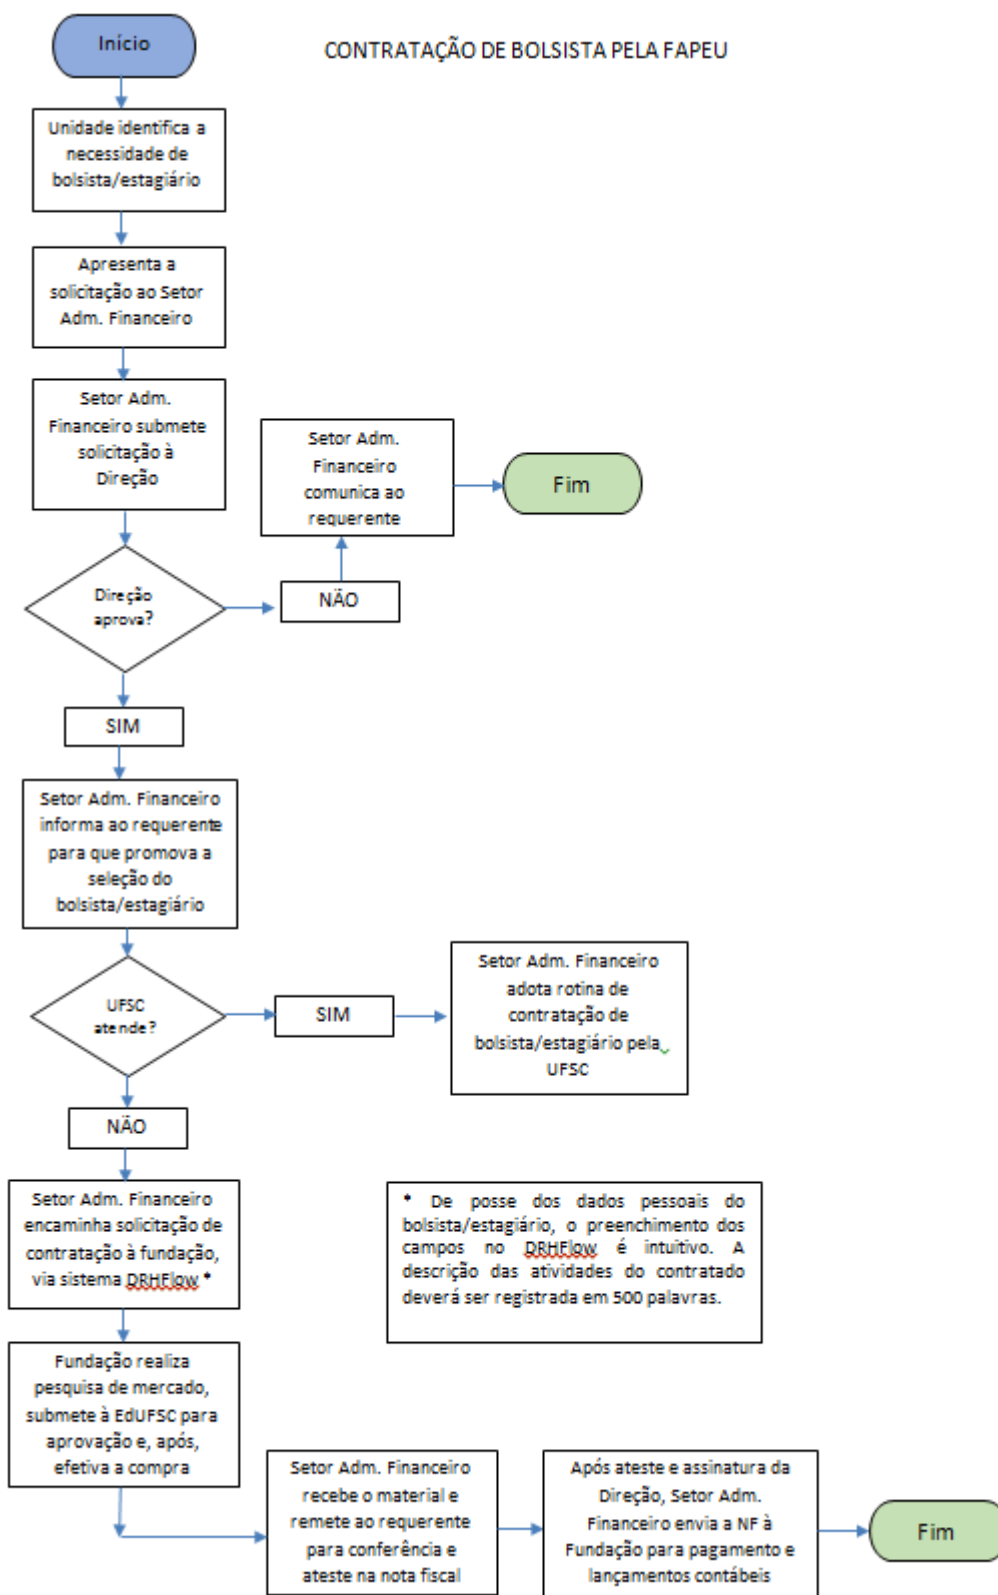 Início
CONTRATAÇÃO DE BOLSISTA PELA FAPEU
Unidade identifica a
necessidade de
bolsista/estagiário
Apresenta a
solicitação ao Setor
Adm. Financeiro
Setor Adm.
Financeiro submete
solicitação à
Direção
Setor Adm.
Financeiro
comunica ao
requerente
Fim
Direção
aprova?
NÃO
SIM
Setor Adm. Financeiro
informa ao requerente
para que promova a
seleção do
bolsista/estagiário
UFSC
atende?
SIM
Setor Adm. Financeiro
adota rotina de
contratação de
bolsista/estagiário pela
UFSC
NÃO
Setor Adm. Financeiro
encaminha solicitação de
contratação à fundação,
via sistema DRHFlow *
* De posse dos dados pessoais do
bolsista/estagiário, o preenchimento dos
campos no DRHFlow é intuitivo. A
descrição das atividades do contratado
deverá ser registrada em 500 palavras.
Fundação realiza
pesquisa de mercado,
submete à EdUFSC para
aprovação e, após,
efetiva a compra
Setor Adm. Financeiro
recebe o material e
remete ao requerente
para conferência e
ateste na nota fiscal
Após ateste e assinatura da
Direção, Setor Adm.
Financeiro envia a NF à
Fundação para pagamento e
lançamentos contábeis
Fim